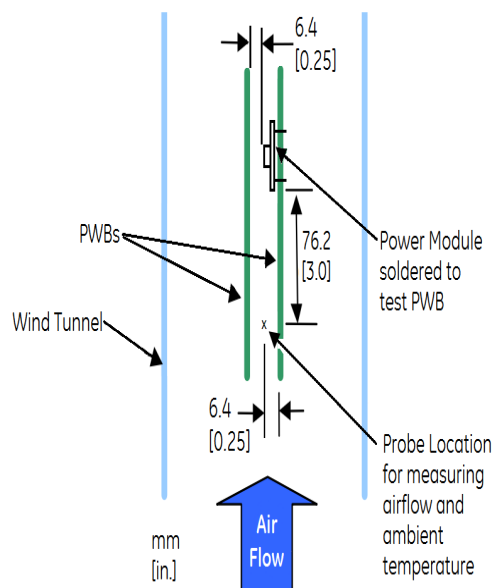 6.4
[0.25]
PWBs
76.2
[3.0]
Power Module
soldered to
test PWB
Wind Tunnel
x
6.4
[0.25]
Probe Location
for measuring
airflow and
ambient
temperature
Air
Flow
mm
[in.]